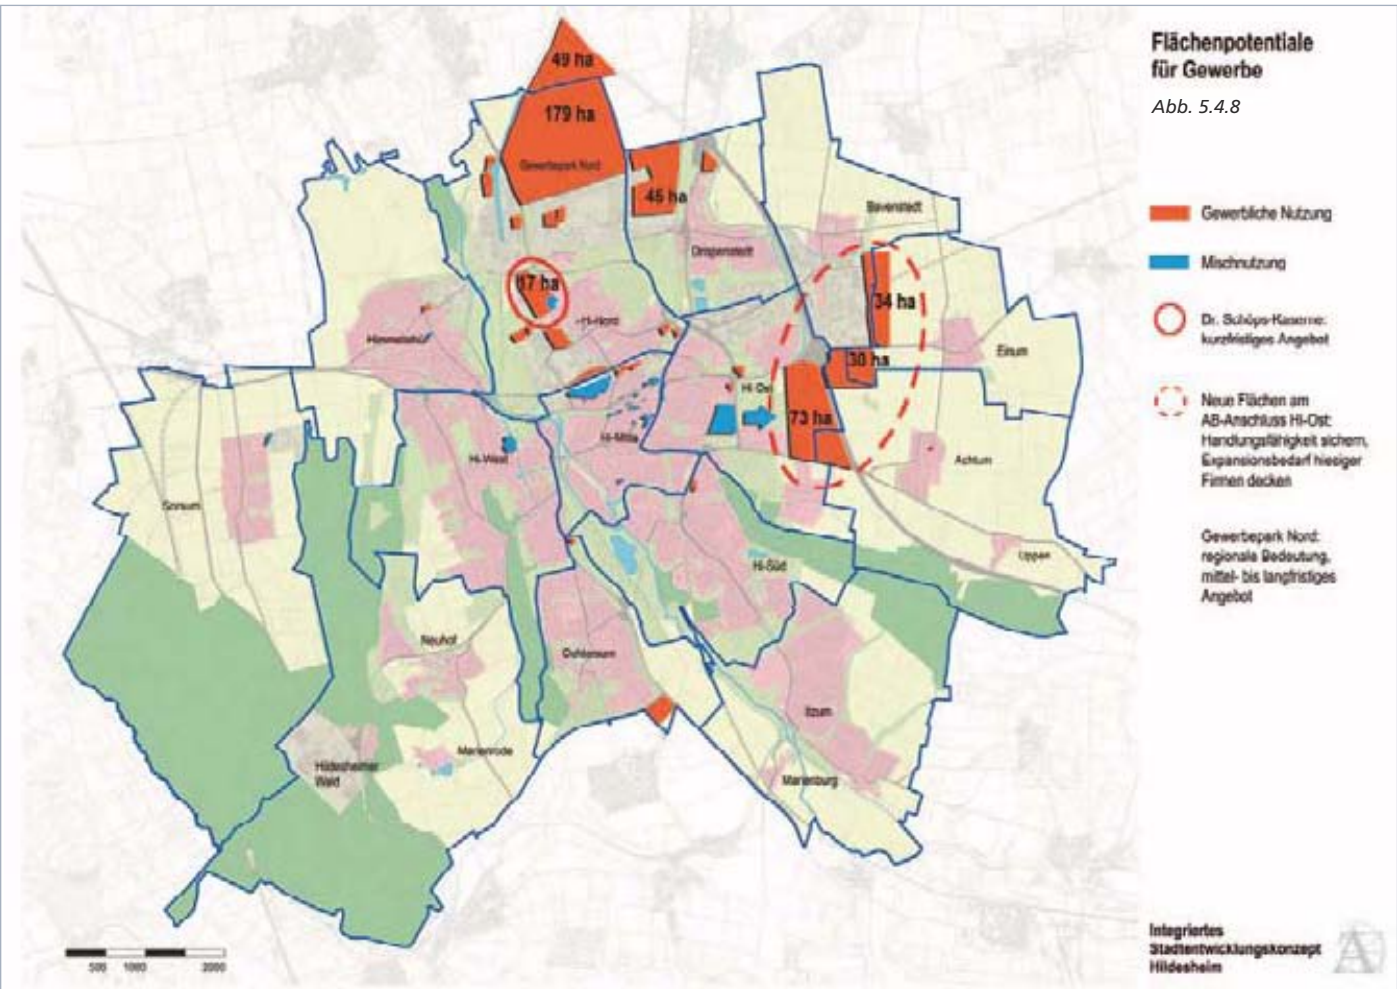 Flächenpotentiale
für Gewerbe
Abb. 5.4.8
Gewerbliche Nutzung
Mischnutzung
Dr. Schöps-Kaserne:
kurzfristiges Angebot
Neue Flächen am
AB-Anschluss Hi-Ost:
Handlungsfähigkeit sichern,
Expansionsbedarf hiesiger
Firmen decken
Gewerbepark Nord:
regionale Bedeutung,
mittel- bis langfristiges
Angebot
49 ha
179 ha
Gewerbepark Nord
45 ha
Bavenstedt
Drispenstedt
17 ha
34 ha
Hi-Nord
Himmelsthür
Einum
30 ha
Hi-Ost
73 ha
Hi-Mitte
Hi-West
Achtum
Sorsum
Uppen
Hi-Süd
Neuhof
Ochtersum
Itzum
Marienrode
Hildesheimer
Wald
Marienburg
500 1000 2000
Integriertes
Stadtentwicklungskonzept
Hildesheim